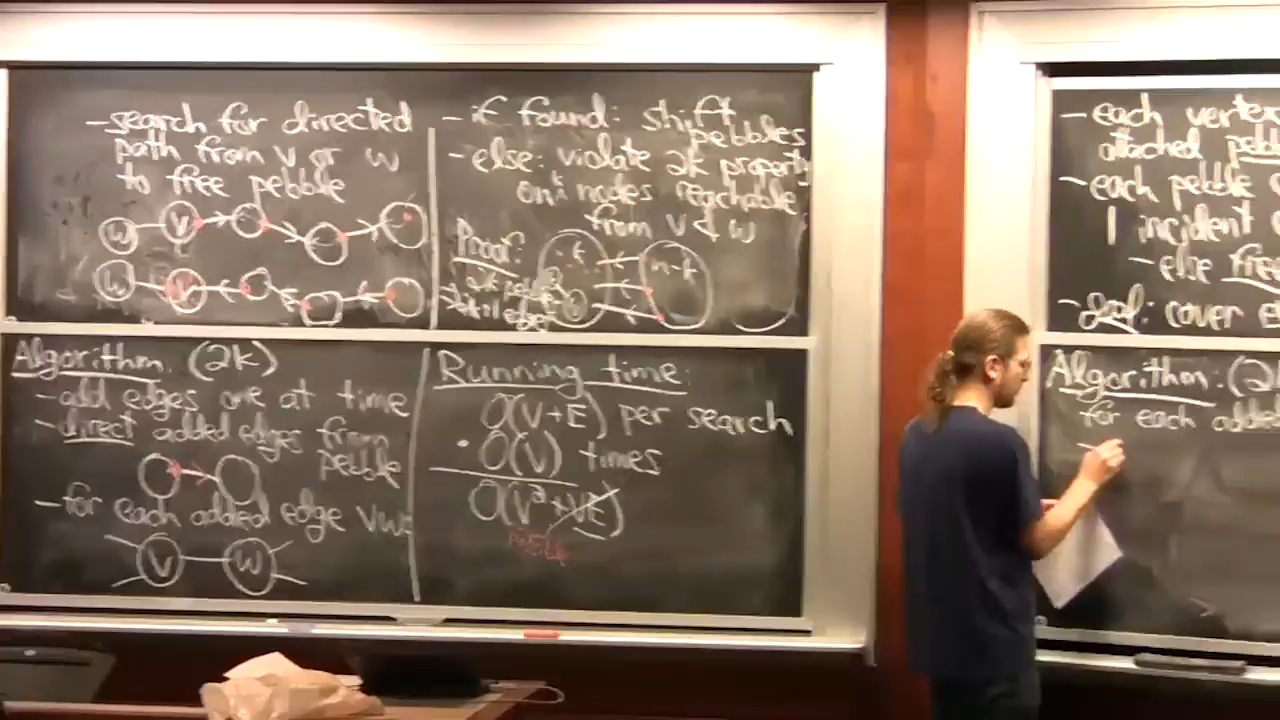 -search for directed
path from v or w
to free pebble
W V
W V
-if found: shift
pebbles
-else: violate 2k property
on k nodes reachable
from v & w
Proof:
k n-k
Algorithm: (2k)
-add edges one at time
-direct added edges from
pebble
-for each added edge vw:
V W
Running time:
O(V+E) per search
· O(V) times
O(V²+VE)
- each vertex
attached peb
-each pebble
1 incident
-else free
-goal: cover e
Algorithm: (2k
for each added